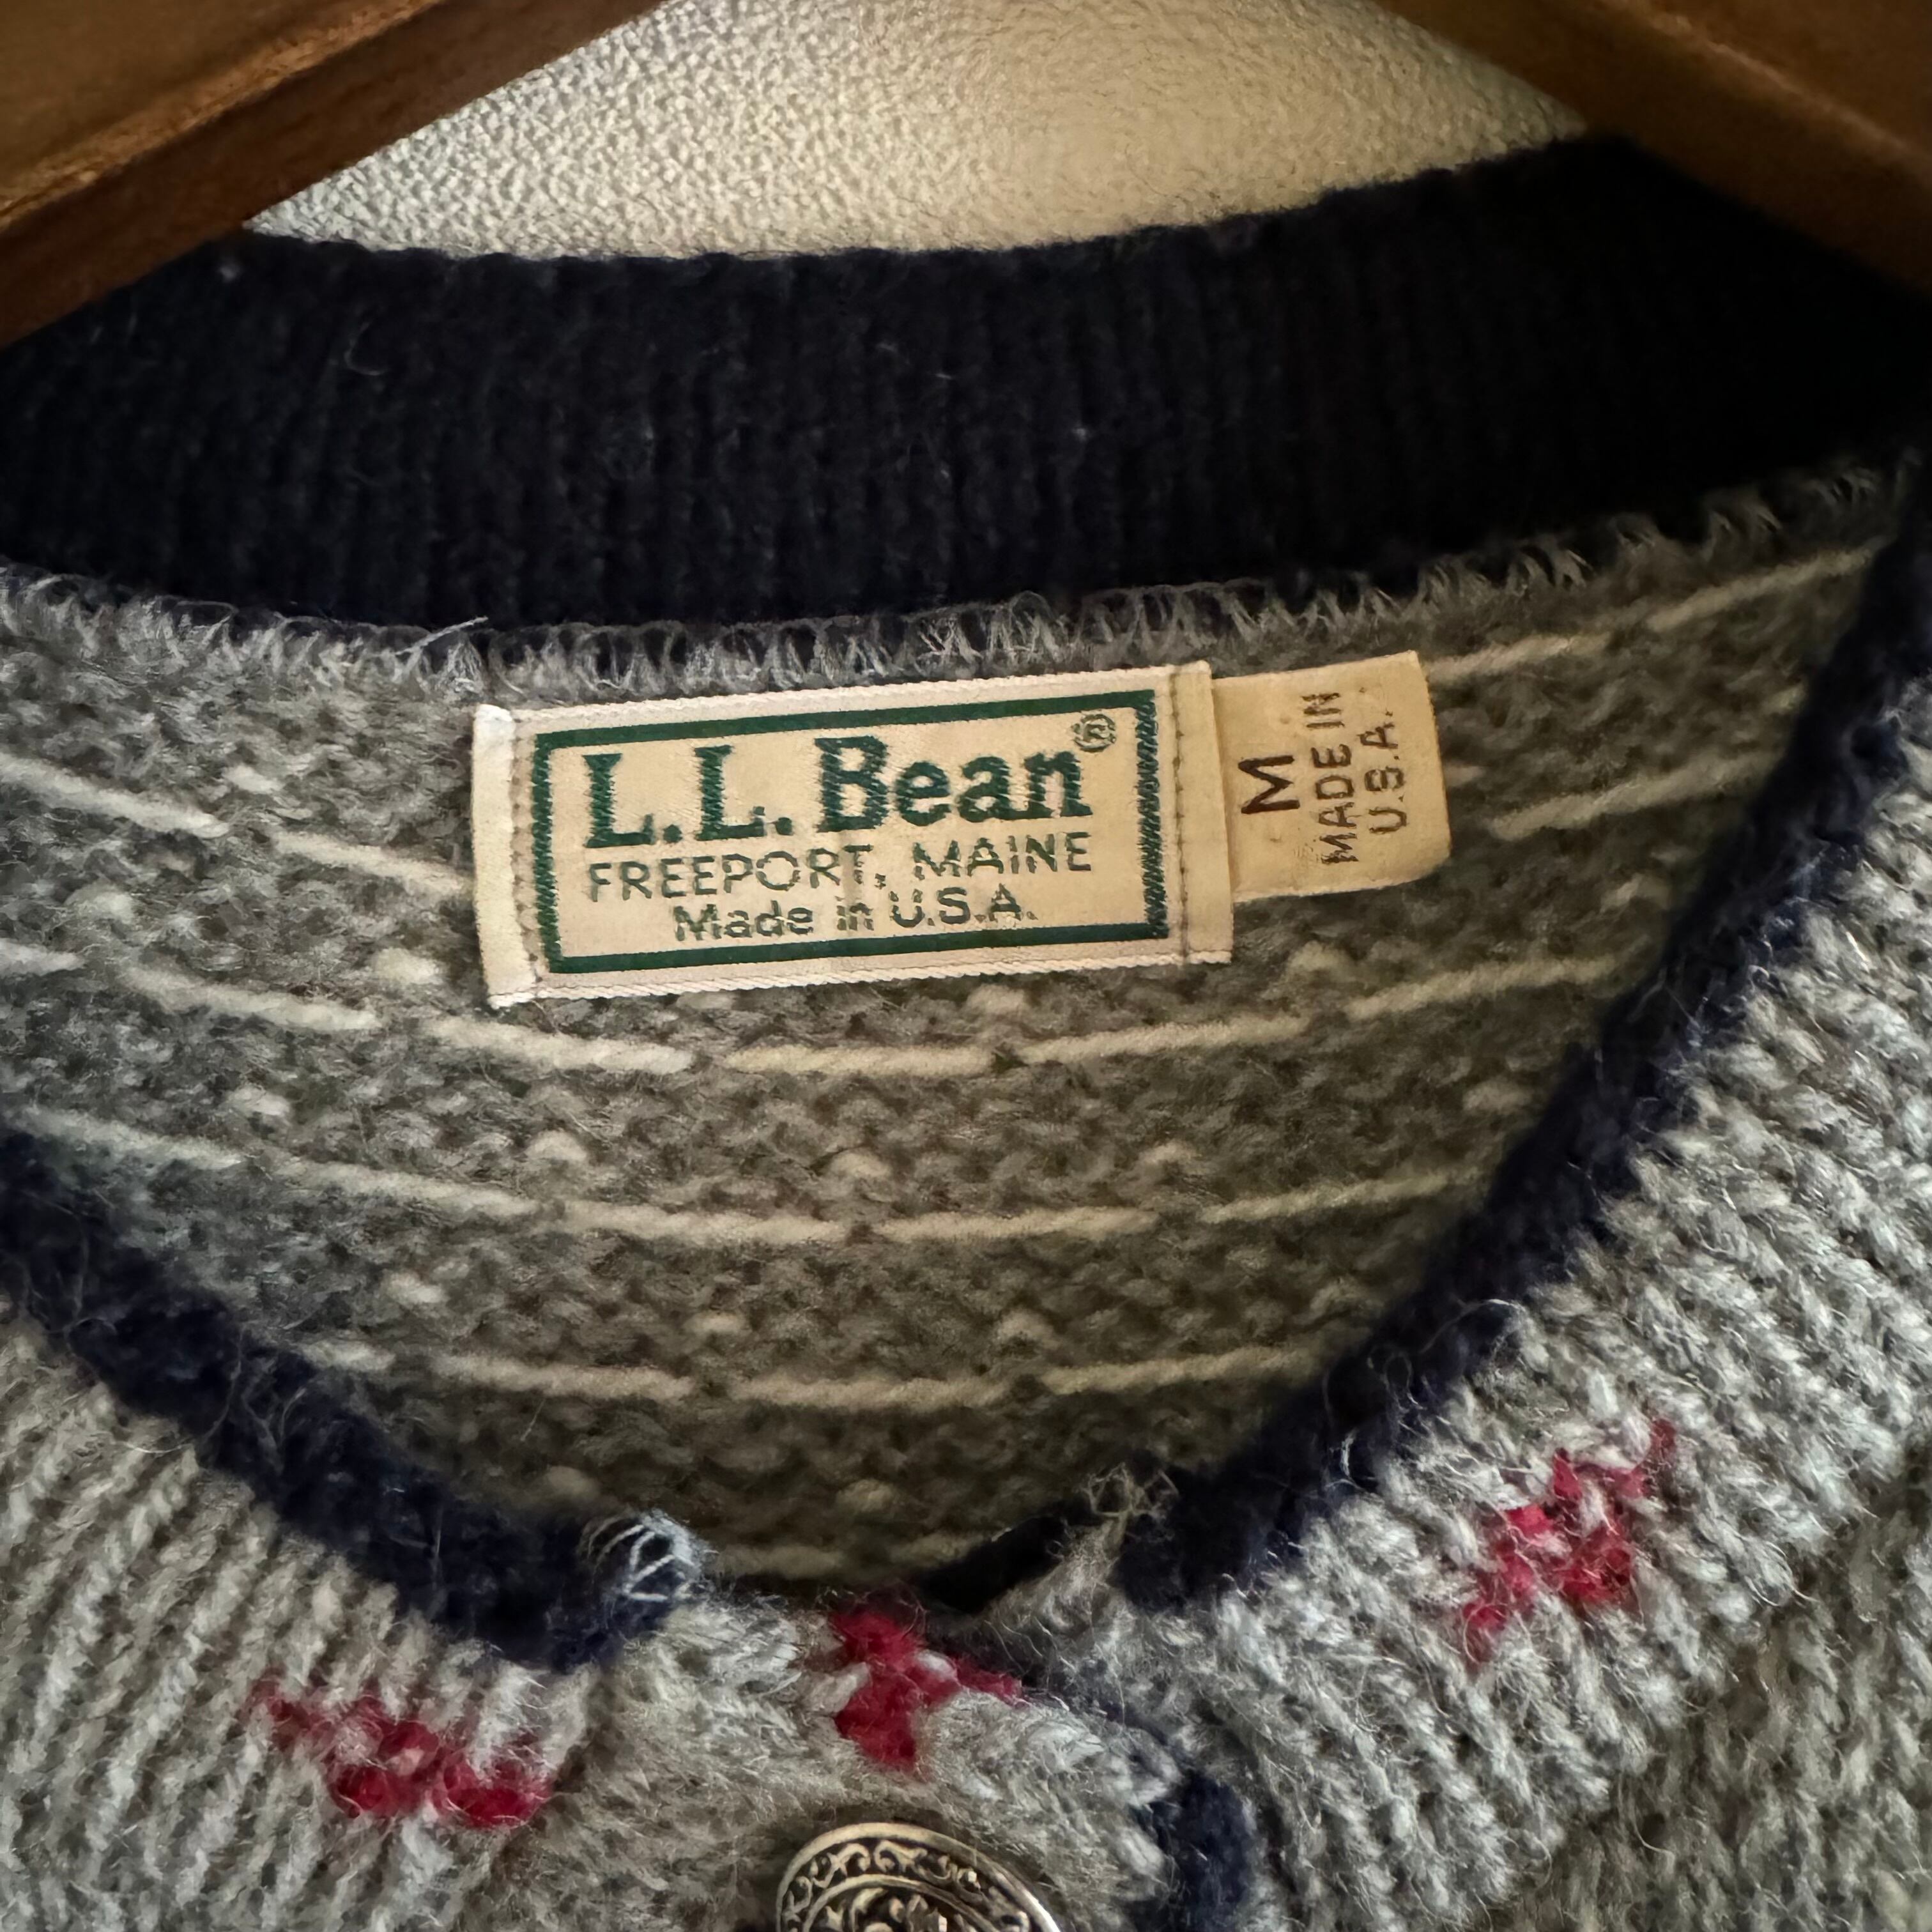 L.L.Bean®
FREEPORT, MAINE
Made in U.S.A.
M
MADE IN
U.S.A.